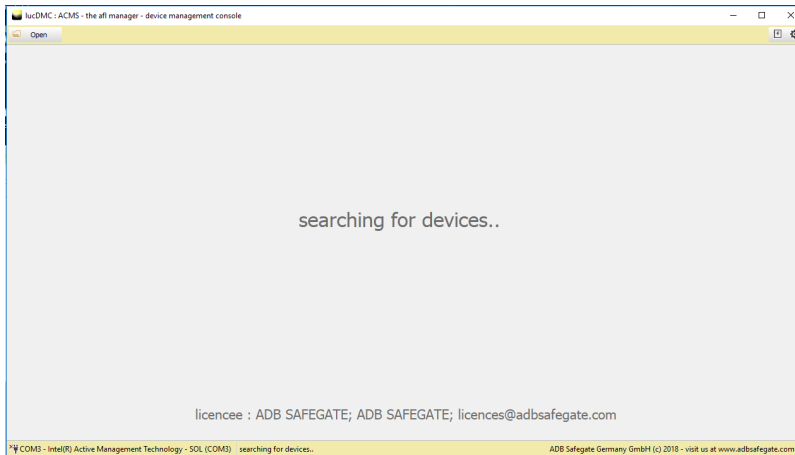 lucDMC : ACMS - the afl manager - device management console
Open
searching for devices..
licencee : ADB SAFEGATE; ADB SAFEGATE; licences@adbsafegate.com
COM3 - Intel(R) Active Management Technology - SOL (COM3) searching for devices.. ADB Safegate Germany GmbH (c) 2018 - visit us at www.adbsafegate.com